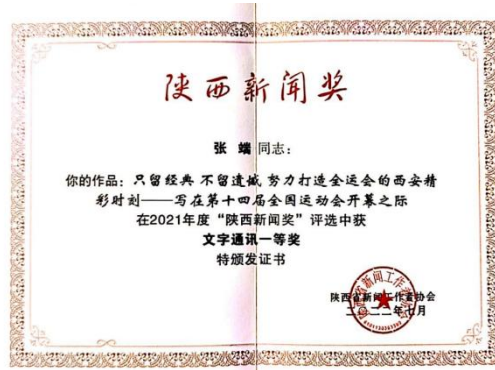 陕西新闻奖
张端同志：
你的作品：只留经典 不留遗憾 努力打造全运会的西安精
彩时刻——写在第十四届全国运动会开幕之际
在2021年度“陕西新闻奖”评选中获
文字通讯一等奖
特颁发证书
陕西省新闻工作者协会
二〇二二年七月